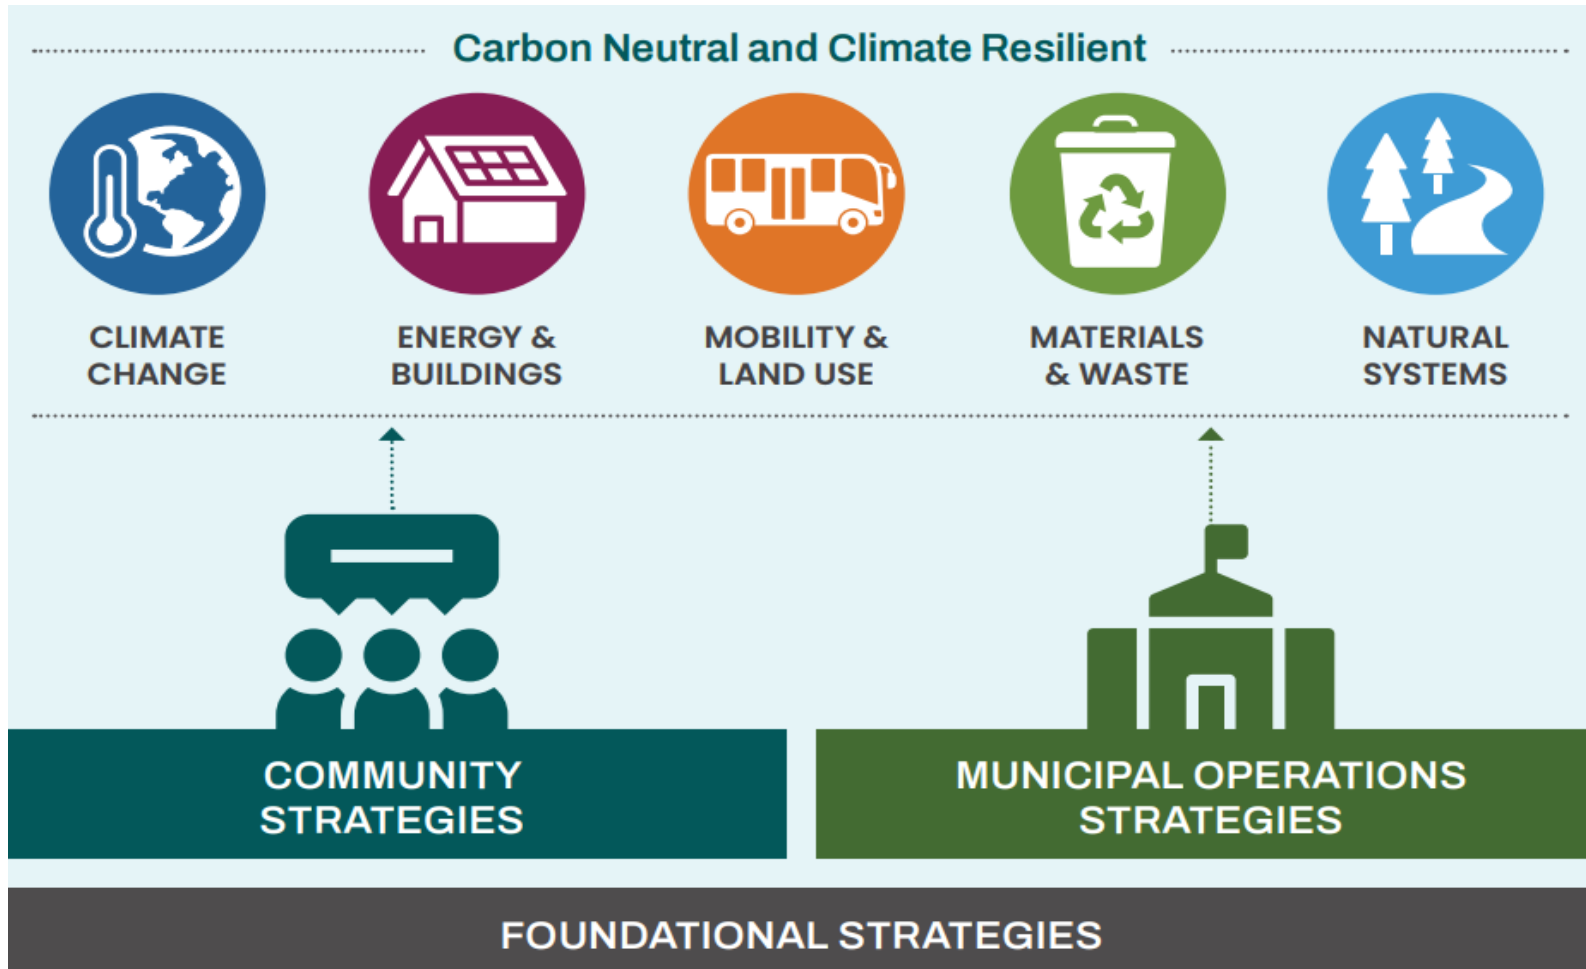 Carbon Neutral and Climate Resilient
CLIMATE
CHANGE
ENERGY &
BUILDINGS
MOBILITY &
LAND USE
MATERIALS
& WASTE
NATURAL
SYSTEMS
COMMUNITY
STRATEGIES
MUNICIPAL OPERATIONS
STRATEGIES
FOUNDATIONAL STRATEGIES